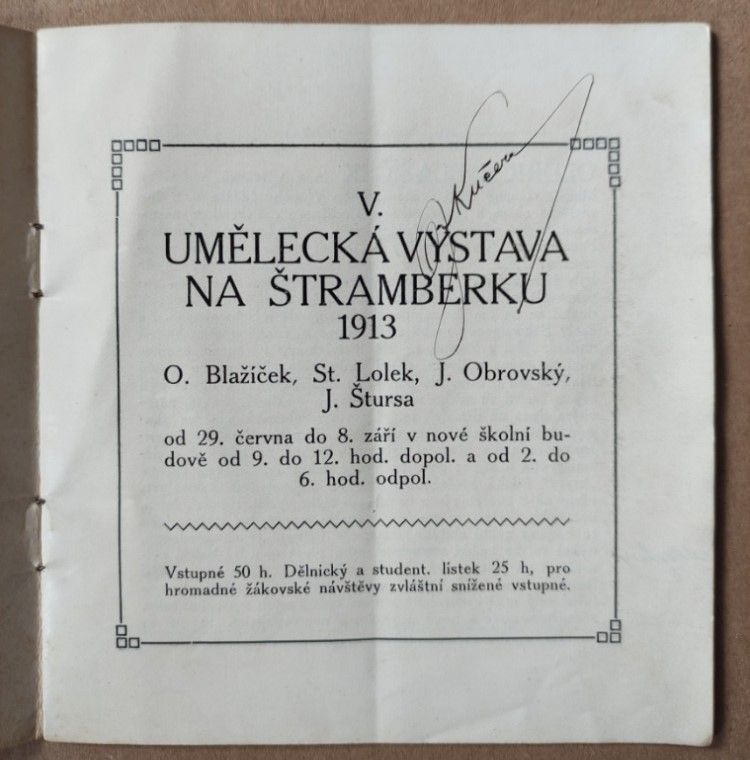 Kučera
V.
UMĚLECKÁ VÝSTAVA
NA ŠTRAMBERKU
1913
O. Blažíček, St. Lolek, J. Obrovský,
J. Štursa
od 29. června do 8. září v nové školní bu-
dově od 9. do 12. hod. dopol. a od 2. do
6. hod. odpol.
Vstupné 50 h. Dělnický a student. lístek 25 h, pro
hromadné žákovské návštěvy zvláštní snížené vstupné.